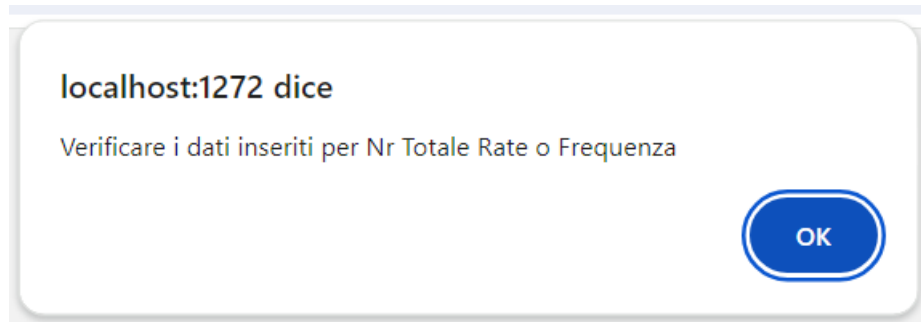 localhost:1272 dice
Verificare i dati inseriti per Nr Totale Rate o Frequenza
OK